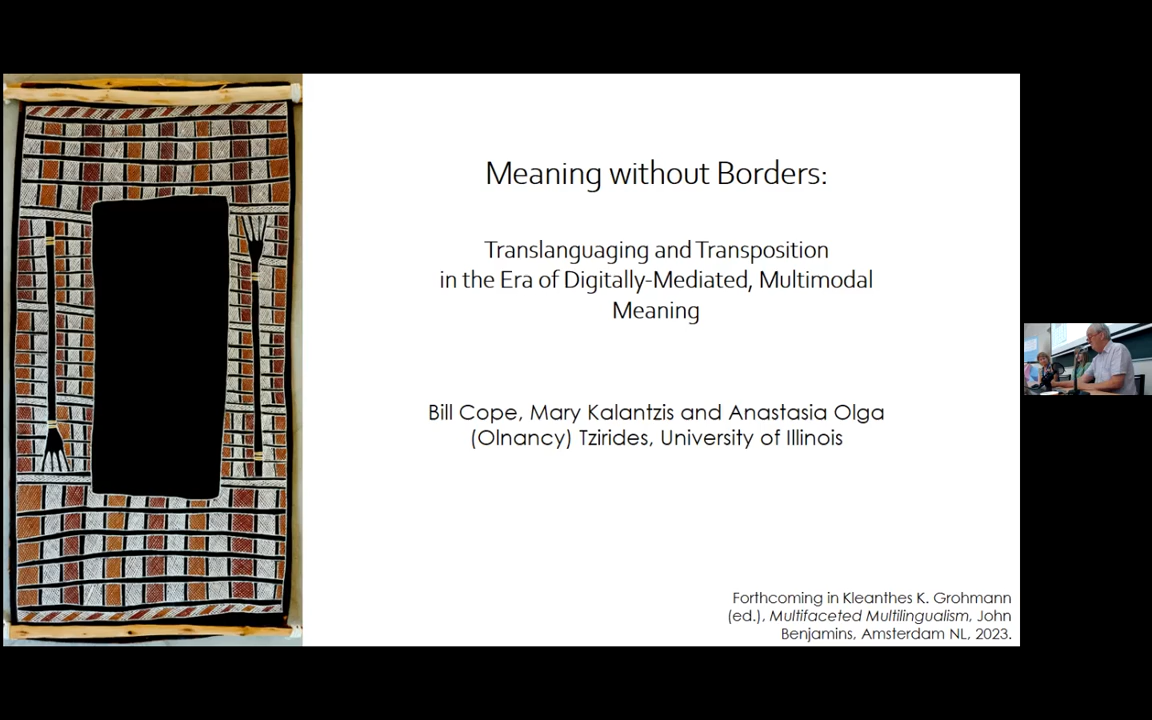 Meaning without Borders:
Translanguaging and Transposition
in the Era of Digitally-Mediated, Multimodal
Meaning
Bill Cope, Mary Kalantzis and Anastasia Olga
(Olnancy) Tzirides, University of Illinois
Forthcoming in Kleanthes K. Grohmann
(ed.), Multifaceted Multilingualism, John
Benjamins, Amsterdam NL, 2023.